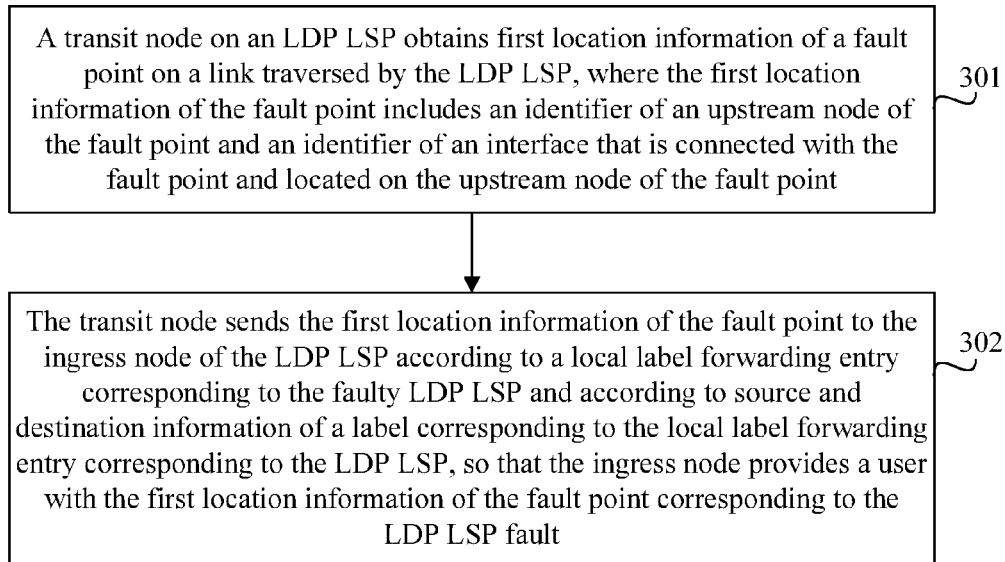 A transit node on an LDP LSP obtains first location information of a fault
point on a link traversed by the LDP LSP, where the first location
information of the fault point includes an identifier of an upstream node of
the fault point and an identifier of an interface that is connected with the
fault point and located on the upstream node of the fault point
301
The transit node sends the first location information of the fault point to the
ingress node of the LDP LSP according to a local label forwarding entry
corresponding to the faulty LDP LSP and according to source and
destination information of a label corresponding to the local label forwarding
entry corresponding to the LDP LSP, so that the ingress node provides a user
with the first location information of the fault point corresponding to the
LDP LSP fault
302